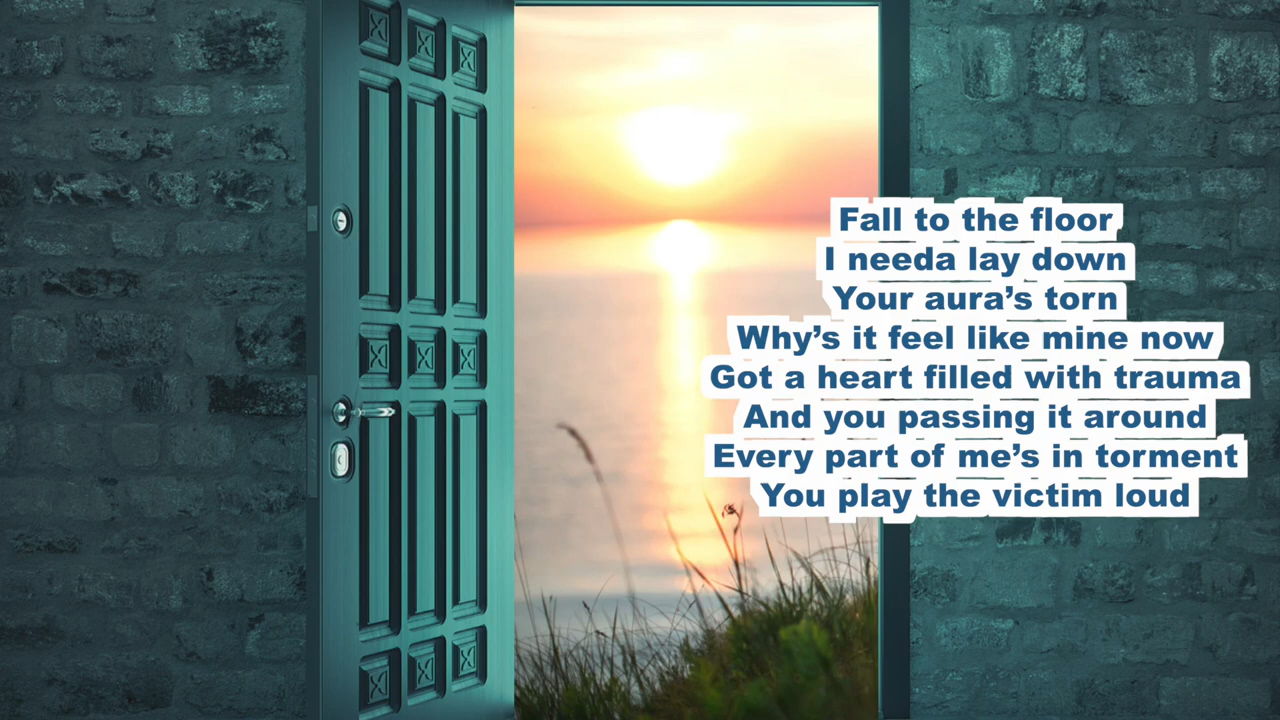 Fall to the floor
I needa lay down
Your aura’s torn
Why’s it feel like mine now
Got a heart filled with trauma
And you passing it around
Every part of me’s in torment
You play the victim loud